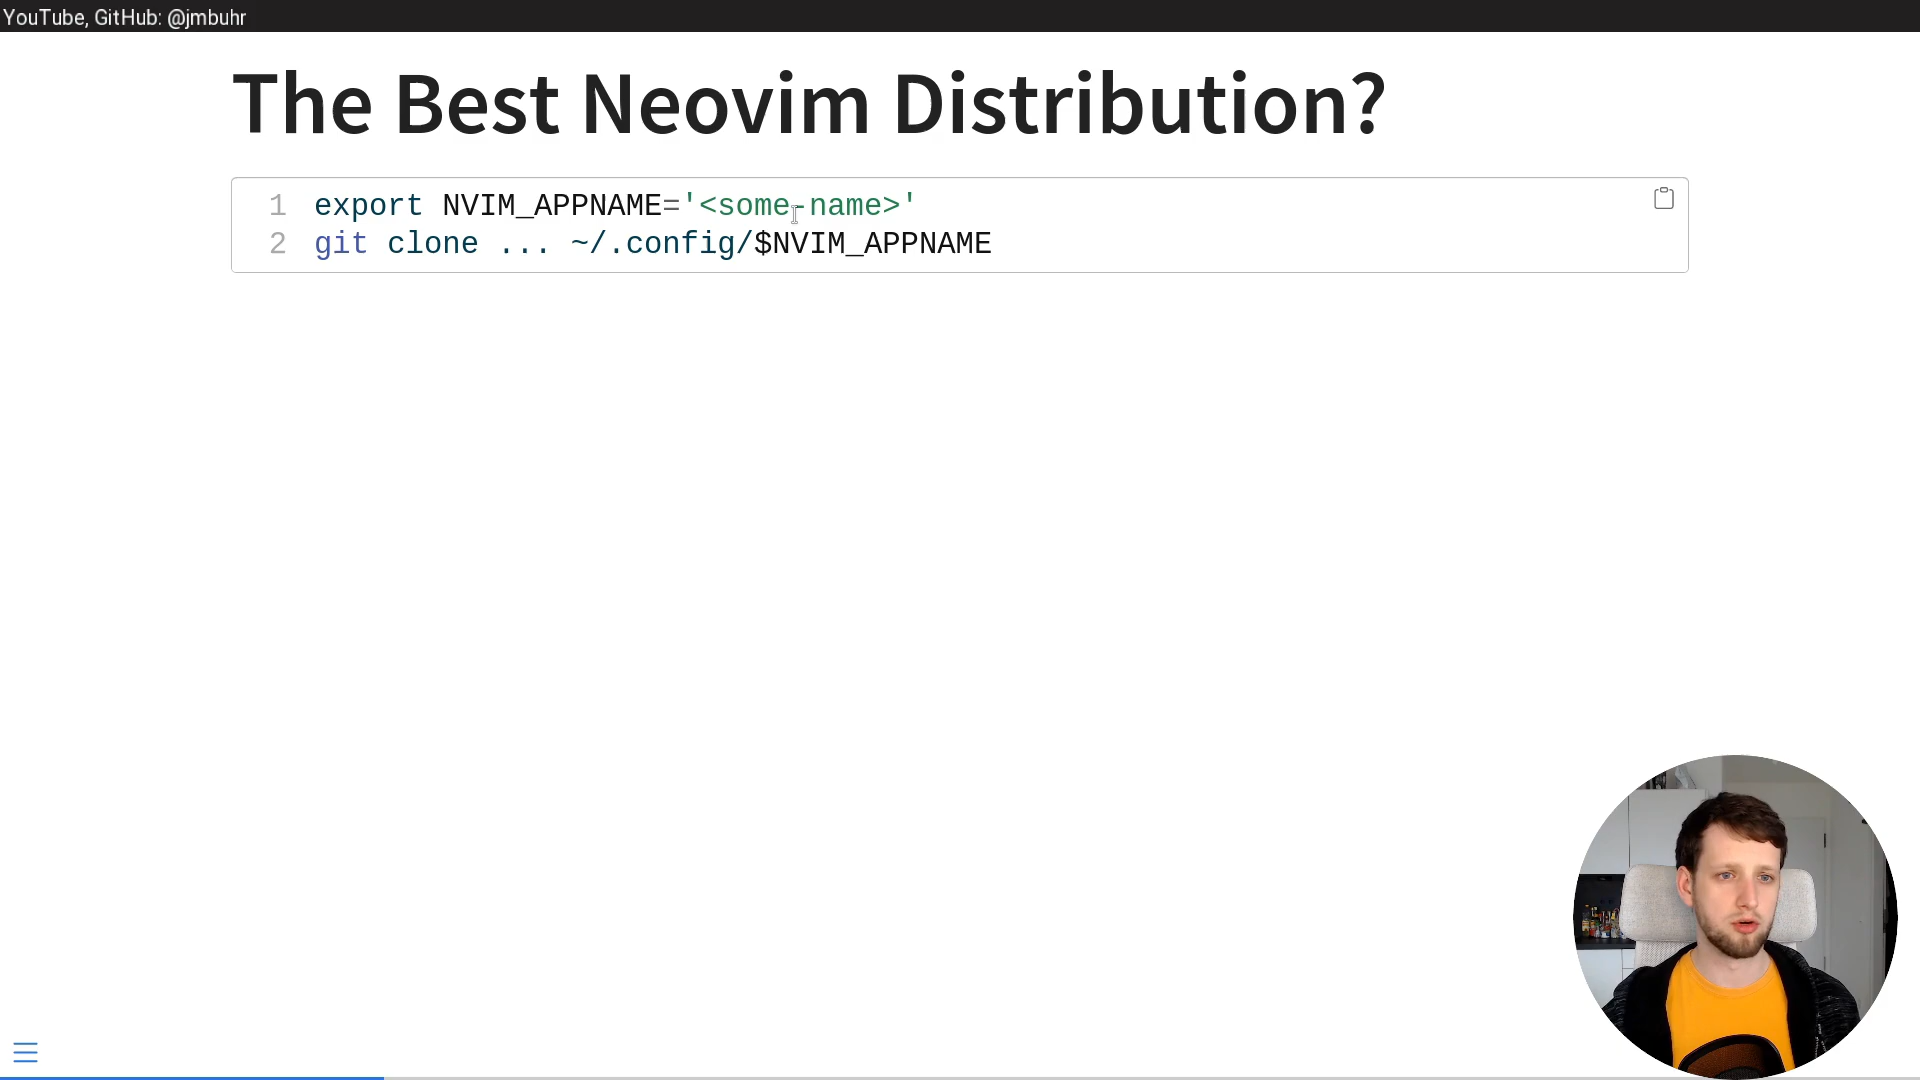 YouTube, GitHub: @jmbuhr
The Best Neovim Distribution?
1 export NVIM_APPNAME='<some-name>'
2 git clone ... ~/.config/$NVIM_APPNAME